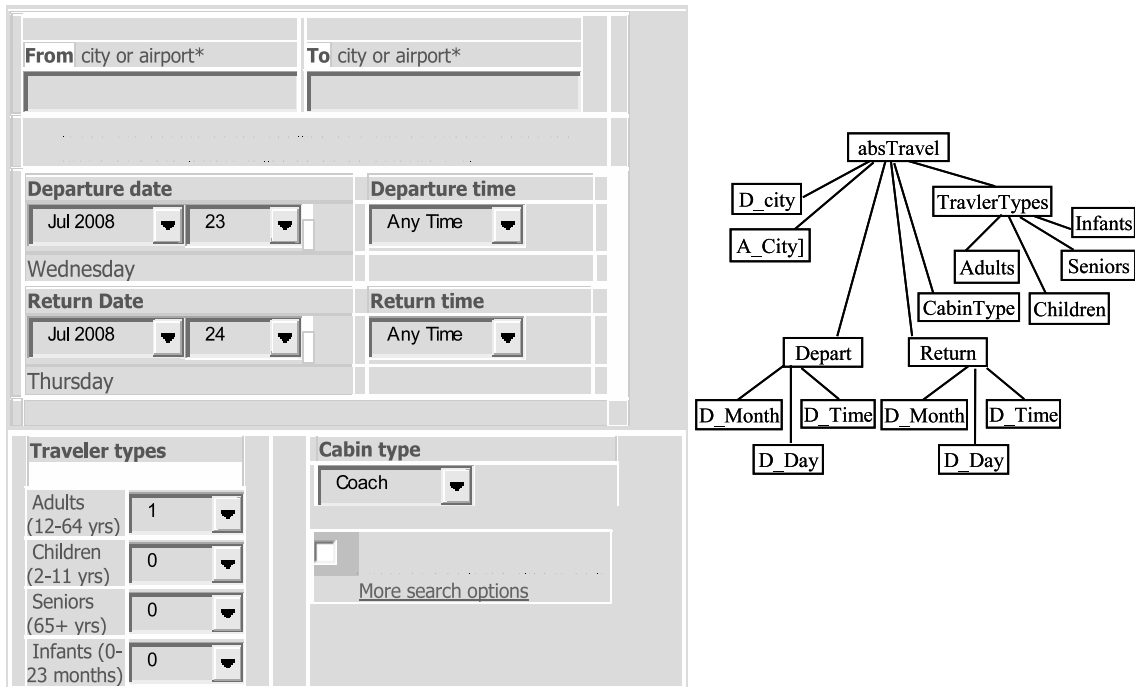 From city or airport*
To city or airport*
Departure date
Departure time
Jul 2008
23
Any Time
Wednesday
Return Date
Return time
Jul 2008
24
Any Time
Thursday
Traveler types
Cabin type
Coach
Adults
(12-64 yrs)
1
Children
(2-11 yrs)
0
Seniors
(65+ yrs)
0
Infants (0-
23 months)
0
More search options
absTravel
D_city
A_City]
TravlerTypes
Infants
Adults
Seniors
CabinType
Children
Depart
Return
D_Month
D_Time
D_Month
D_Time
D_Day
D_Day